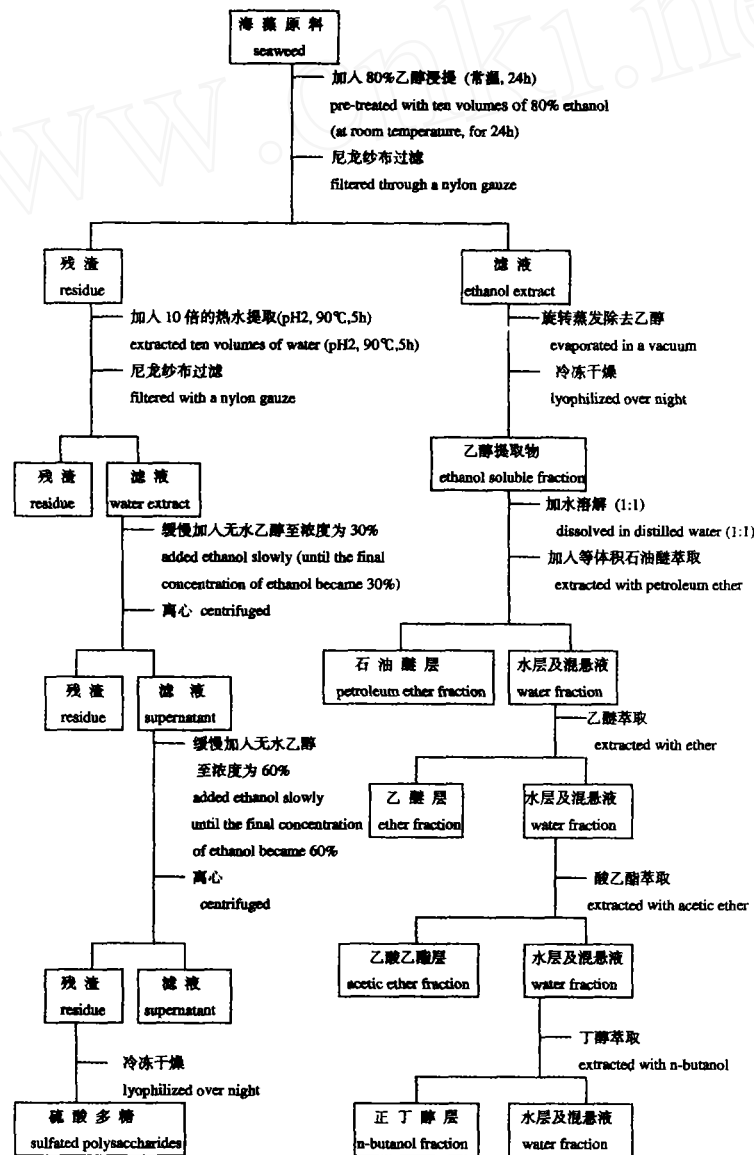 www.cnki.ne
海藻原料
seaweed
加入 80%乙醇浸提 (常温, 24h)
pre-treated with ten volumes of 80% ethanol
(at room temperature, for 24h)
尼龙纱布过滤
filtered through a nylon gauze
残渣
residue
加入 10 倍的热水提取(pH2, 90℃,5h)
extracted ten volumes of water (pH2, 90℃,5h)
尼龙纱布过滤
filtered with a nylon gauze
残渣
residue
滤液
water extract
缓慢加入无水乙醇至浓度为 30%
added ethanol slowly (until the final
concentration of ethanol became 30%)
离心 centrifuged
残渣
residue
滤液
supernatant
缓慢加入无水乙醇
至浓度为 60%
added ethanol slowly
until the final concentration
of ethanol became 60%
离心
centrifuged
残渣
residue
滤液
supernatant
冷冻干燥
lyophilized over night
硫酸多糖
sulfated polysaccharides
滤液
ethanol extract
旋转蒸发除去乙醇
evaporated in a vacuum
冷冻干燥
lyophilized over night
乙醇提取物
ethanol soluble fraction
加水溶解 (1:1)
dissolved in distilled water (1:1)
加入等体积石油醚萃取
extracted with petroleum ether
石油醚层
petroleum ether fraction
水层及混悬液
water fraction
乙醚萃取
extracted with ether
乙醚层
ether fraction
水层及混悬液
water fraction
酸乙酯萃取
extracted with acetic ether
乙酸乙酯层
acetic ether fraction
水层及混悬液
water fraction
丁醇萃取
extracted with n-butanol
正丁醇层
n-butanol fraction
水层及混悬液
water fraction